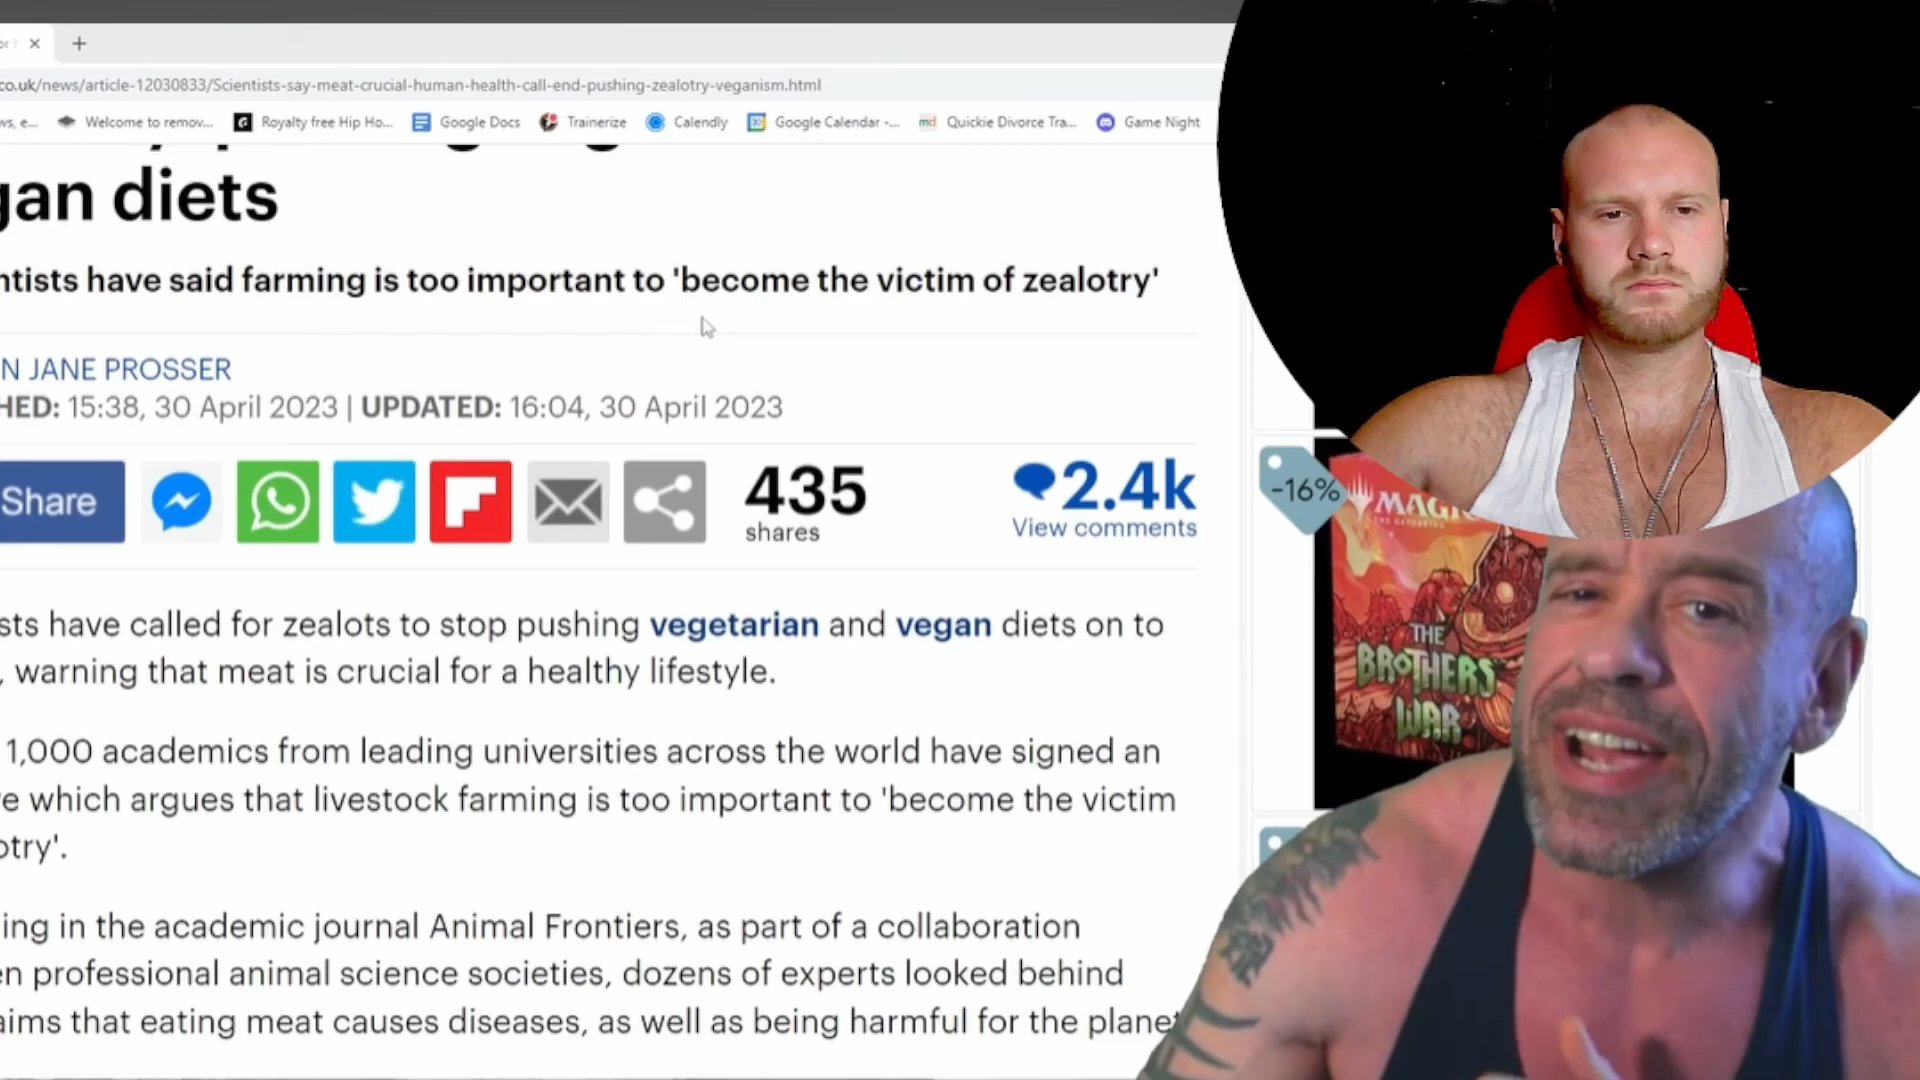 co.uk/news/article-12030833/Scientists-say-meat-crucial-human-health-call-end-pushing-zealotry-veganism.html
ws, e... Welcome to remov... Royalty free Hip Ho... Google Docs Trainerize Calendly Google Calendar -... Quickie Divorce Tra... Game Night
gan diets
ntists have said farming is too important to 'become the victim of zealotry'
N JANE PROSSER
HED: 15:38, 30 April 2023 | UPDATED: 16:04, 30 April 2023
Share
435
shares
2.4k
View comments
-16%
MAGI
THE GATHERING
THE
BROTHERS'
WAR
sts have called for zealots to stop pushing vegetarian and vegan diets on to
, warning that meat is crucial for a healthy lifestyle.
1,000 academics from leading universities across the world have signed an
e which argues that livestock farming is too important to 'become the victim
otry'.
ing in the academic journal Animal Frontiers, as part of a collaboration
en professional animal science societies, dozens of experts looked behind
aims that eating meat causes diseases, as well as being harmful for the planet